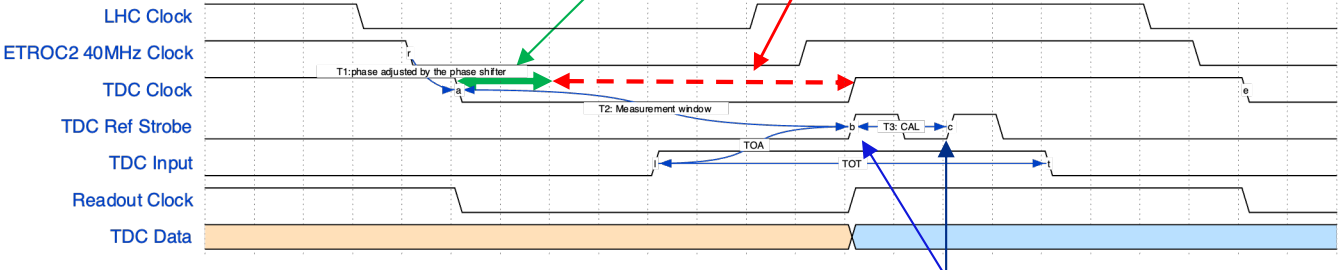 LHC Clock
ETROC2 40MHz Clock
r
T1:phase adjusted by the phase shifter
TDC Clock
a
e
T2: Measurement window
TDC Ref Strobe
b
T3: CAL
c
TOA
TDC Input
I
TOT
t
Readout Clock
TDC Data